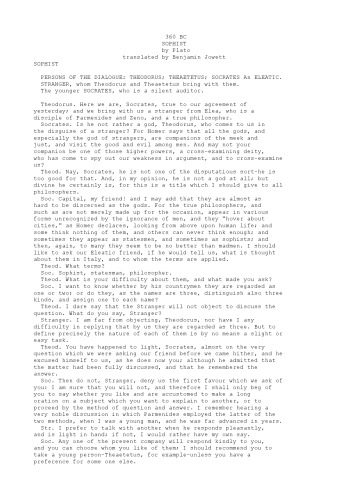 360 BC
SOPHIST
by Plato
translated by Benjamin Jowett
SOPHIST
PERSONS OF THE DIALOGUE: THEODORUS; THEAETETUS; SOCRATES An ELEATIC.
STRANGER, whom Theodorus and Theaetetus bring with them.
The younger SOCRATES, who is a silent auditor.
Theodorus. Here we are, Socrates, true to our agreement of
yesterday; and we bring with us a stranger from Elea, who is a
disciple of Parmenides and Zeno, and a true philosopher.
Socrates. Is he not rather a god, Theodorus, who comes to us in
the disguise of a stranger? For Homer says that all the gods, and
especially the god of strangers, are companions of the meek and
just, and visit the good and evil among men. And may not your
companion be one of those higher powers, a cross-examining deity,
who has come to spy out our weakness in argument, and to cross-examine
us?
Theod. Nay, Socrates, he is not one of the disputatious sort-he is
too good for that. And, in my opinion, he is not a god at all; but
divine he certainly is, for this is a title which I should give to all
philosophers.
Soc. Capital, my friend! and I may add that they are almost as
hard to be discerned as the gods. For the true philosophers, and
such as are not merely made up for the occasion, appear in various
forms unrecognized by the ignorance of men, and they "hover about
cities," as Homer declares, looking from above upon human life; and
some think nothing of them, and others can never think enough; and
sometimes they appear as statesmen, and sometimes as sophists; and
then, again, to many they seem to be no better than madmen. I should
like to ask our Eleatic friend, if he would tell us, what is thought
about them in Italy, and to whom the terms are applied.
Theod. What terms?
Soc. Sophist, statesman, philosopher.
Theod. What is your difficulty about them, and what made you ask?
Soc. I want to know whether by his countrymen they are regarded as
one or two; or do they, as the names are three, distinguish also three
kinds, and assign one to each name?
Theod. I dare say that the Stranger will not object to discuss the
question. What do you say, Stranger?
Stranger. I am far from objecting, Theodorus, nor have I any
difficulty in replying that by us they are regarded as three. But to
define precisely the nature of each of them is by no means a slight or
easy task.
Theod. You have happened to light, Socrates, almost on the very
question which we were asking our friend before we came hither, and he
excused himself to us, as he does now you; although he admitted that
the matter had been fully discussed, and that he remembered the
answer.
Soc. Then do not, Stranger, deny us the first favour which we ask of
you: I am sure that you will not, and therefore I shall only beg of
you to say whether you like and are accustomed to make a long
oration on a subject which you want to explain to another, or to
proceed by the method of question and answer. I remember hearing a
very noble discussion in which Parmenides employed the latter of the
two methods, when I was a young man, and he was far advanced in years.
Str. I prefer to talk with another when he responds pleasantly,
and is light in hand; if not, I would rather have my own say.
Soc. Any one of the present company will respond kindly to you,
and you can choose whom you like of them; I should recommend you to
take a young person-Theaetetus, for example-unless you have a
preference for some one else.